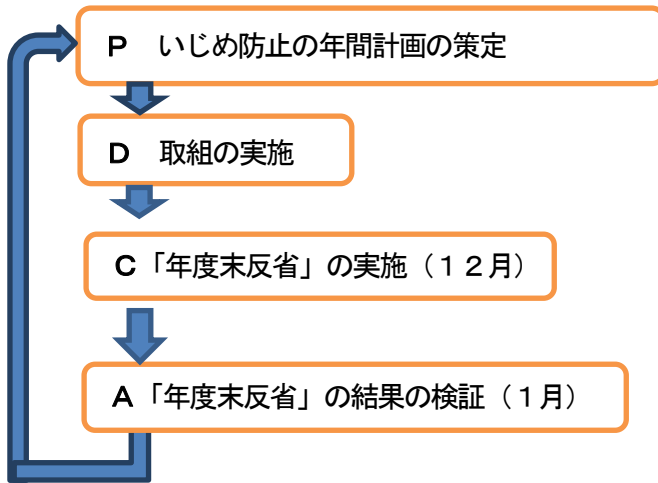 P　いじめ防止の年間計画の策定
D　取組の実施
C「年度末反省」の実施（１２月）
A「年度末反省」の結果の検証（１月）